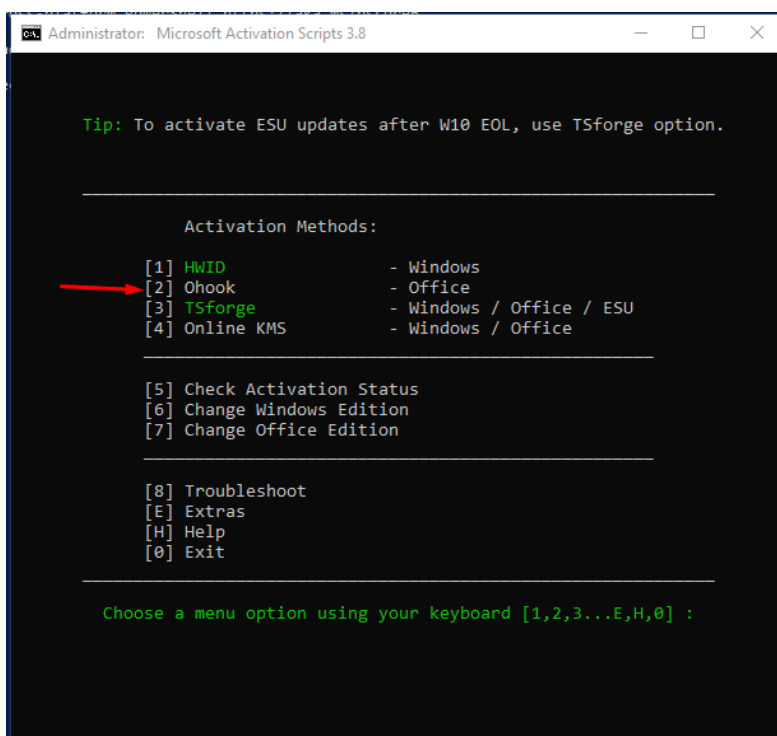 Administrator: Microsoft Activation Scripts 3.8
Tip: To activate ESU updates after W10 EOL, use TSforge option.
Activation Methods:
[1] HWID - Windows
[2] Ohook - Office
[3] TSforge - Windows / Office / ESU
[4] Online KMS - Windows / Office
[5] Check Activation Status
[6] Change Windows Edition
[7] Change Office Edition
[8] Troubleshoot
[E] Extras
[H] Help
[0] Exit
Choose a menu option using your keyboard [1,2,3...E,H,0] :